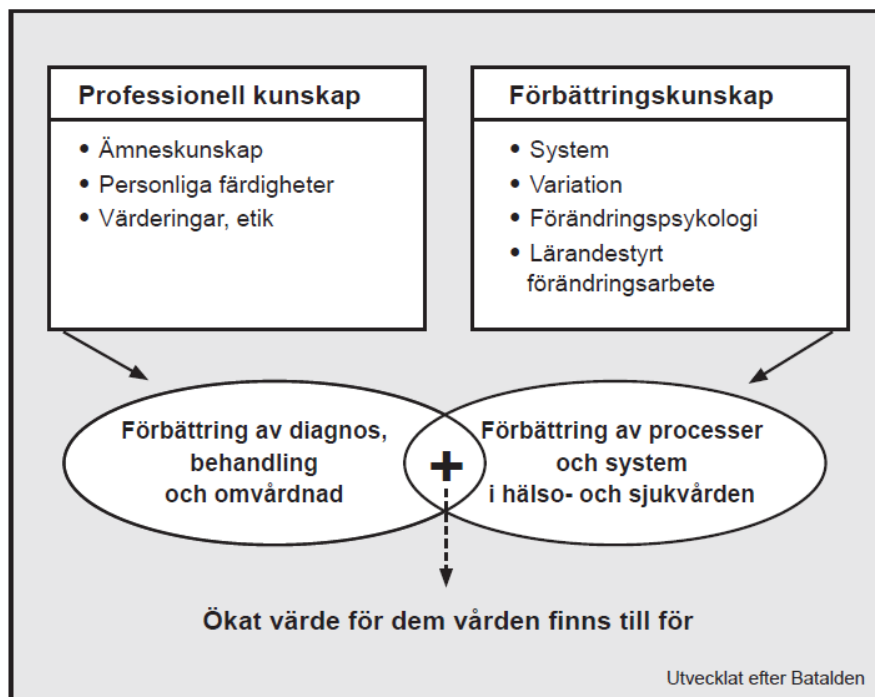 Professionell kunskap
• Ämneskunskap
• Personliga färdigheter
• Värderingar, etik
Förbättringskunskap
• System
• Variation
• Förändringspsykologi
• Lärandestyrt
förändringsarbete
Förbättring av diagnos,
behandling
och omvårdnad
+
Förbättring av processer
och system
i hälso- och sjukvården
Ökat värde för dem vården finns till för
Utvecklat efter Batalden